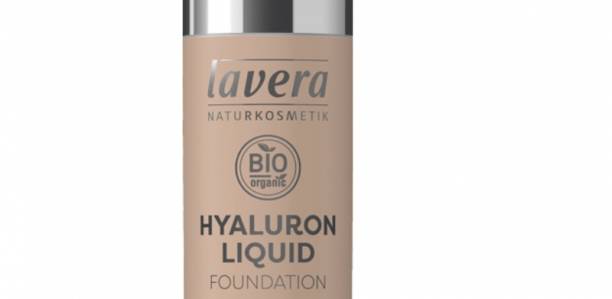 lavera
NATURKOSMETIK
BIO
organic
HYALURON
LIQUID
FOUNDATION